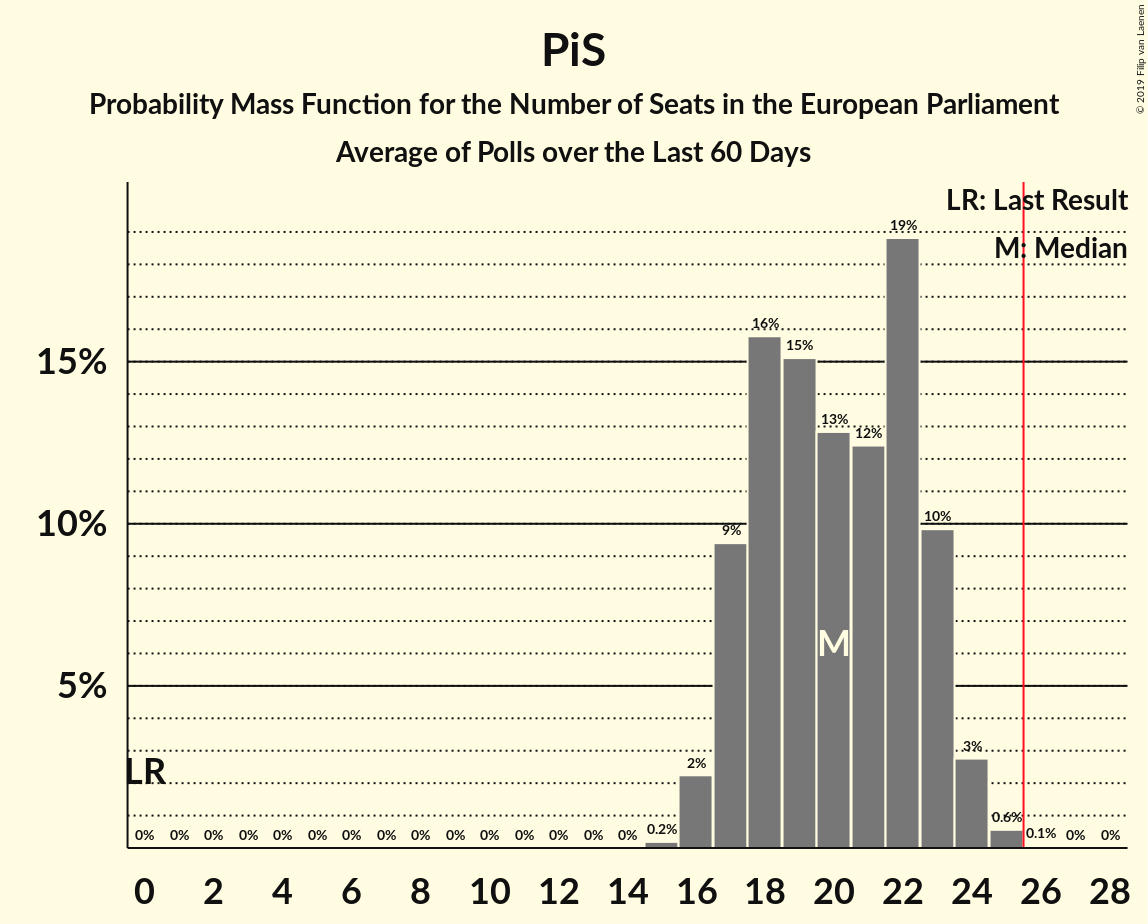 PiS
Probability Mass Function for the Number of Seats in the European Parliament
Average of Polls over the Last 60 Days
© 2019 Filip van Laenen
LR: Last Result
M: Median
19%
16%
15%
15%
13%
12%
10%
10%
9%
M
5%
3%
LR
2%
0% 0% 0% 0% 0% 0% 0% 0% 0% 0% 0% 0% 0% 0% 0% 0.2% 0.6% 0.1% 0% 0%
0 2 4 6 8 10 12 14 16 18 20 22 24 26 28